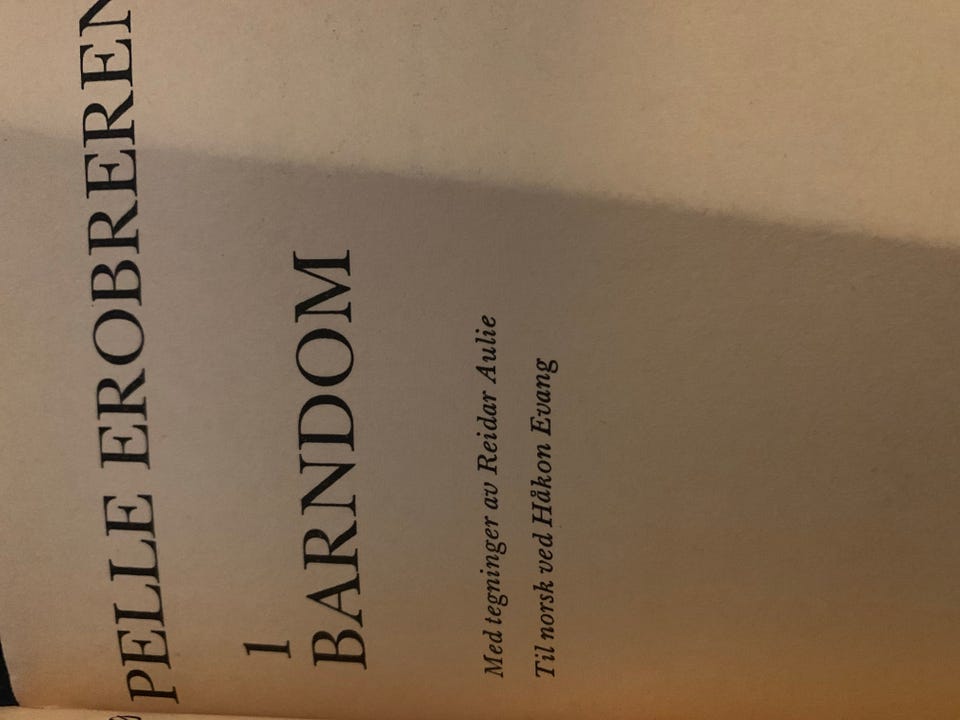 PELLE EROBREREN
1
BARNDOM
Med tegninger av Reidar Aulie
Til norsk ved Håkon Evang